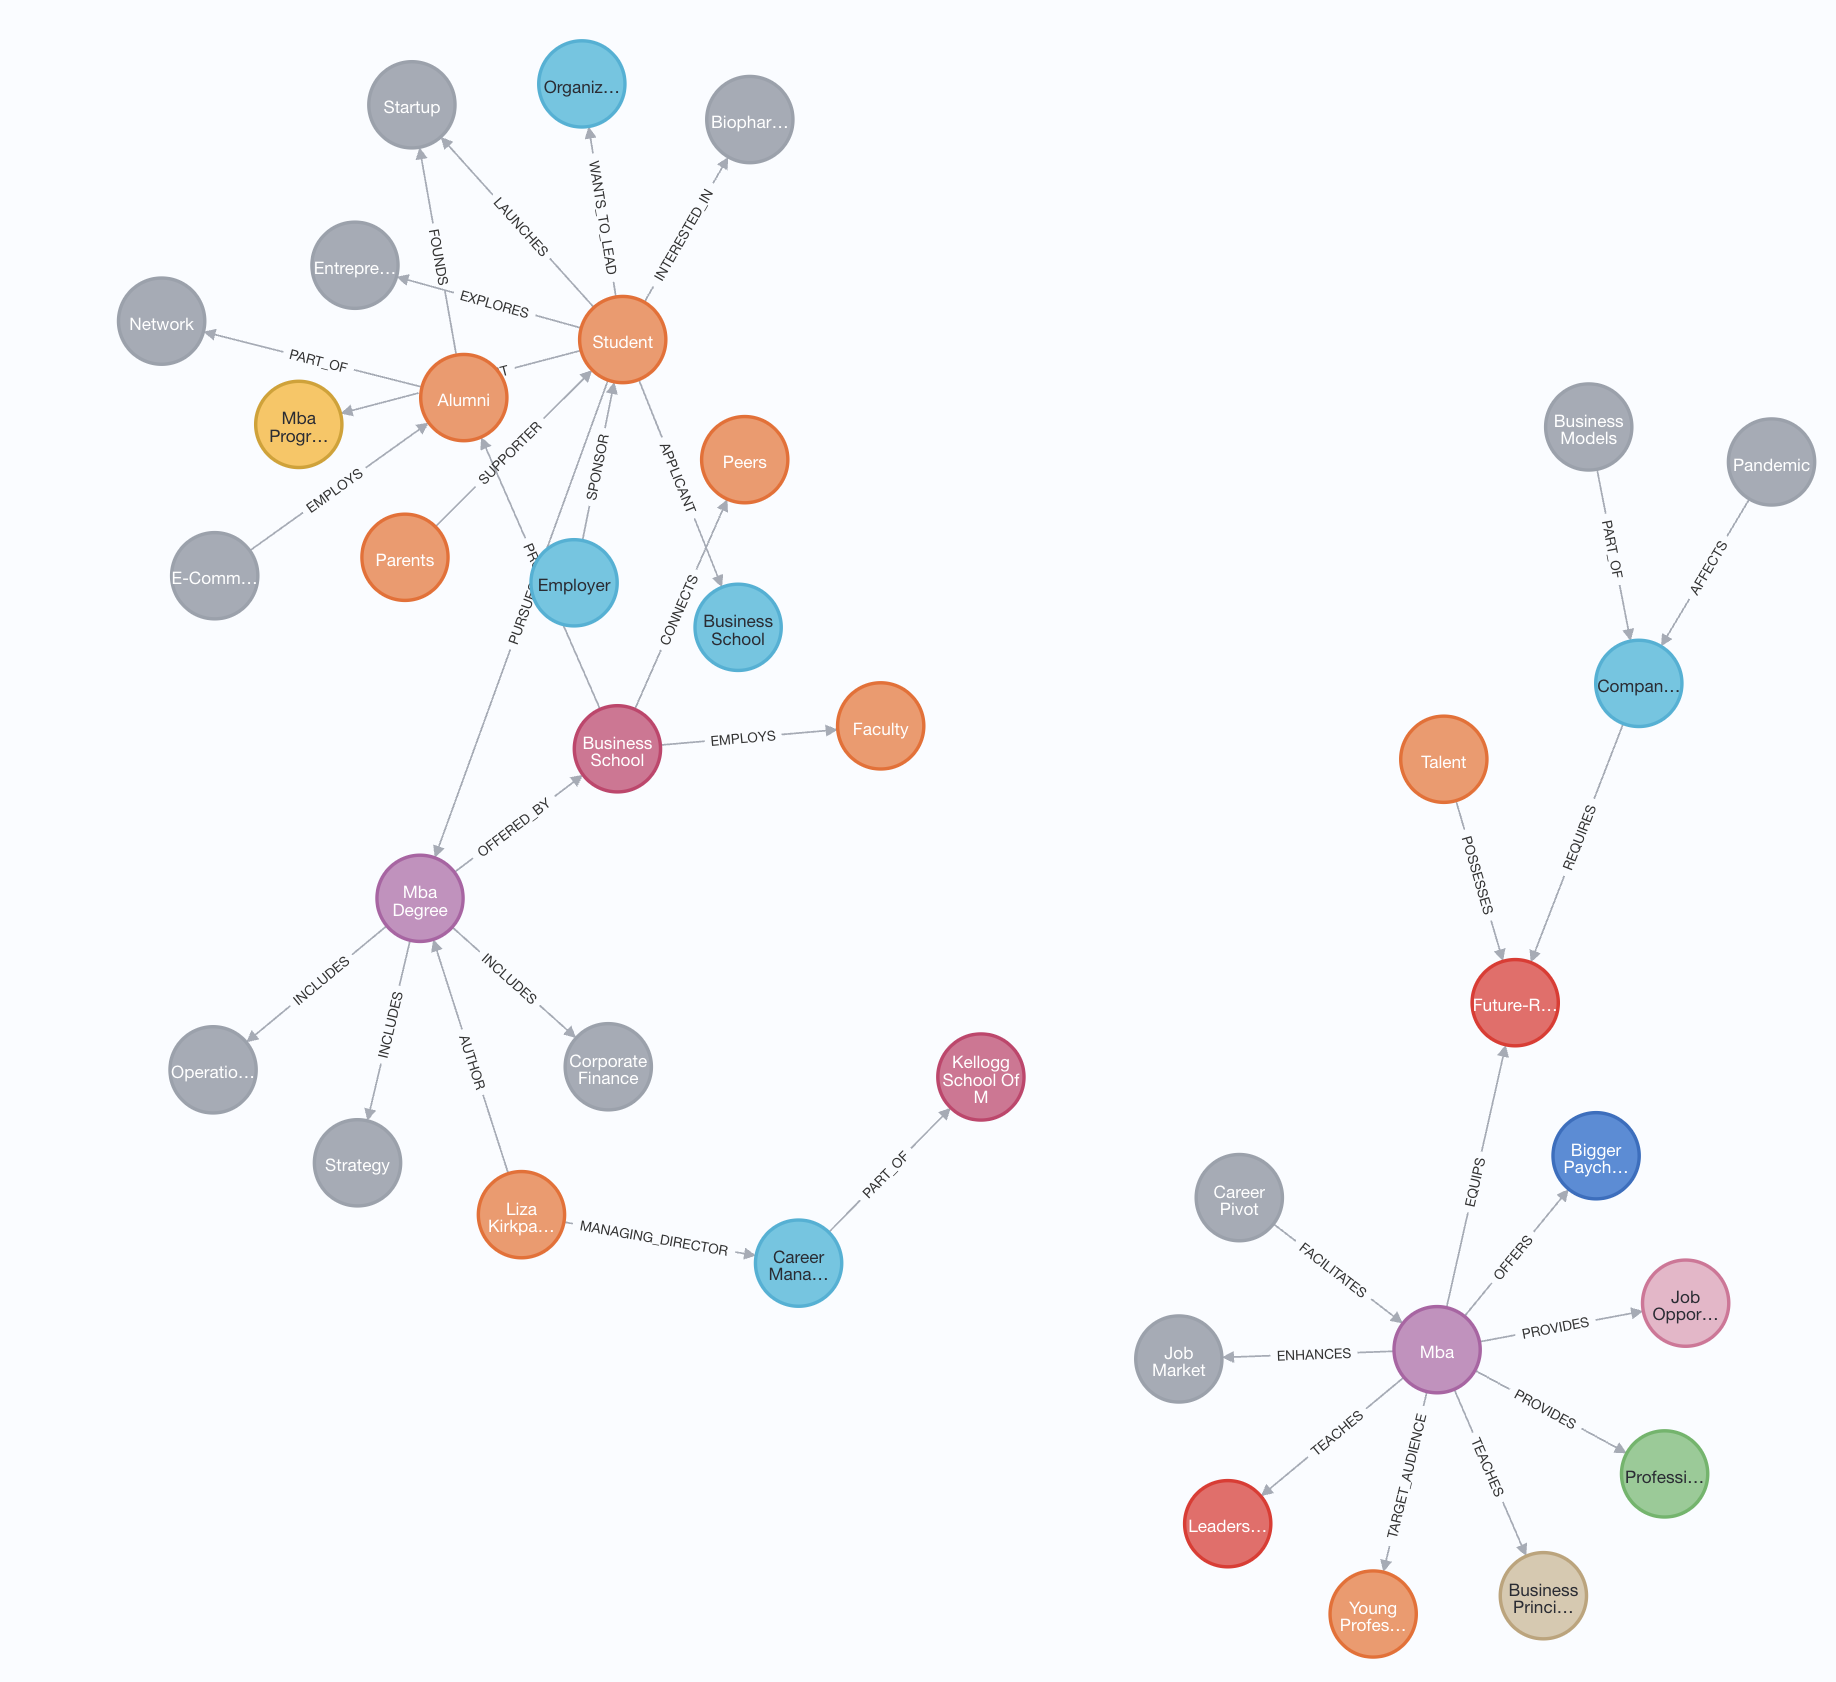 Startup
Organiz…
Biophar…
WANTS_TO_LEAD
LAUNCHES
INTERESTED_IN
FOUNDS
Entrepre…
EXPLORES
Network
Student
PART_OF
T
Alumni
Mba
Progr…
SUPPORTER
SPONSOR
APPLICANT
Peers
EMPLOYS
E-Comm…
Parents
PR
Employer
PURSUE
CONNECTS
Business
School
Business
School
EMPLOYS
Faculty
OFFERED_BY
Mba
Degree
INCLUDES
INCLUDES
INCLUDES
AUTHOR
Operatio…
Corporate
Finance
Strategy
Liza
Kirkpa…
MANAGING_DIRECTOR
Career
Mana…
PART_OF
Kellogg
School Of
M
Business
Models
Pandemic
PART_OF
AFFECTS
Compan…
Talent
POSSESSES
REQUIRES
Future-R…
EQUIPS
Bigger
Paych…
Career
Pivot
FACILITATES
OFFERS
Job
Oppor…
PROVIDES
Mba
ENHANCES
Job
Market
PROVIDES
TEACHES
TARGET_AUDIENCE
TEACHES
Professi…
Leaders…
Young
Profes…
Business
Princi…